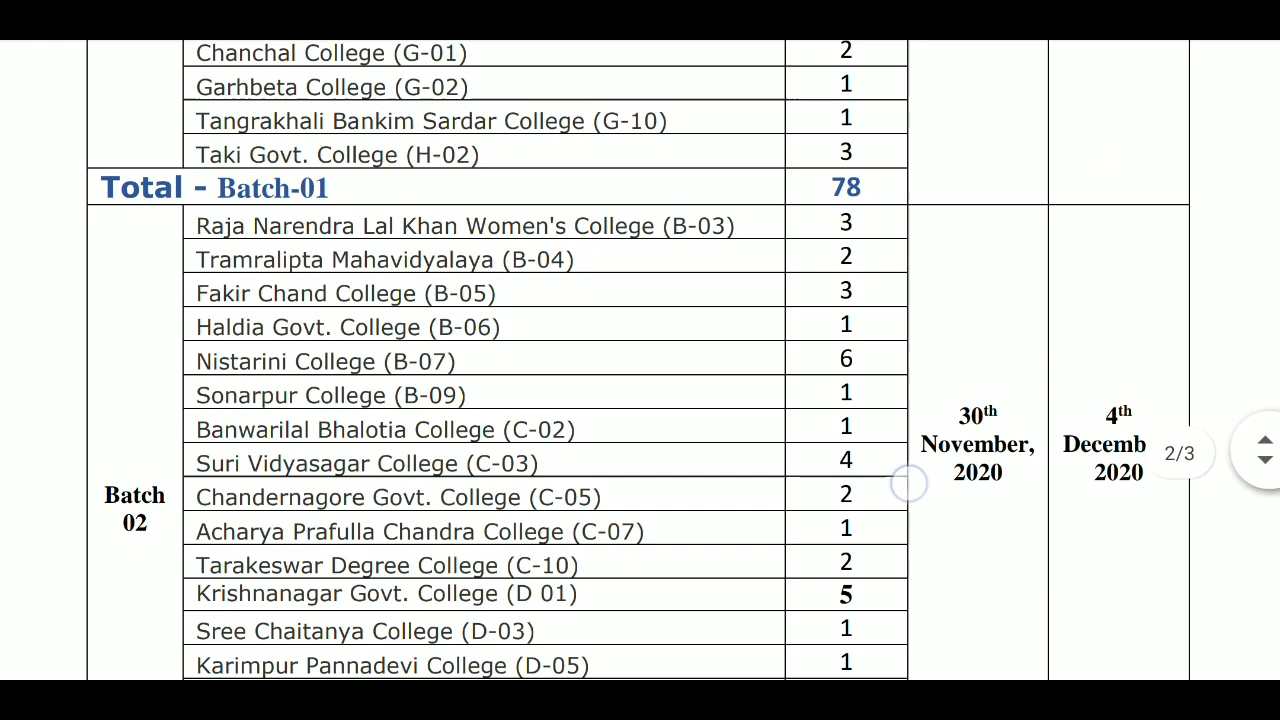 Chanchal College (G-01) 2
Garhbeta College (G-02) 1
Tangrakhali Bankim Sardar College (G-10) 1
Taki Govt. College (H-02) 3
Total - Batch-01 78
Raja Narendra Lal Khan Women's College (B-03) 3
Tramralipta Mahavidyalaya (B-04) 2
Fakir Chand College (B-05) 3
Haldia Govt. College (B-06) 1
Nistarini College (B-07) 6
Sonarpur College (B-09) 1
Banwarilal Bhalotia College (C-02) 1
Suri Vidyasagar College (C-03) 4
Chandernagore Govt. College (C-05) 2
Acharya Prafulla Chandra College (C-07) 1
Tarakeswar Degree College (C-10) 2
Krishnanagar Govt. College (D 01) 5
Sree Chaitanya College (D-03) 1
Karimpur Pannadevi College (D-05) 1
Batch
02
30th
November,
2020
4th
Decemb
2020
2/3